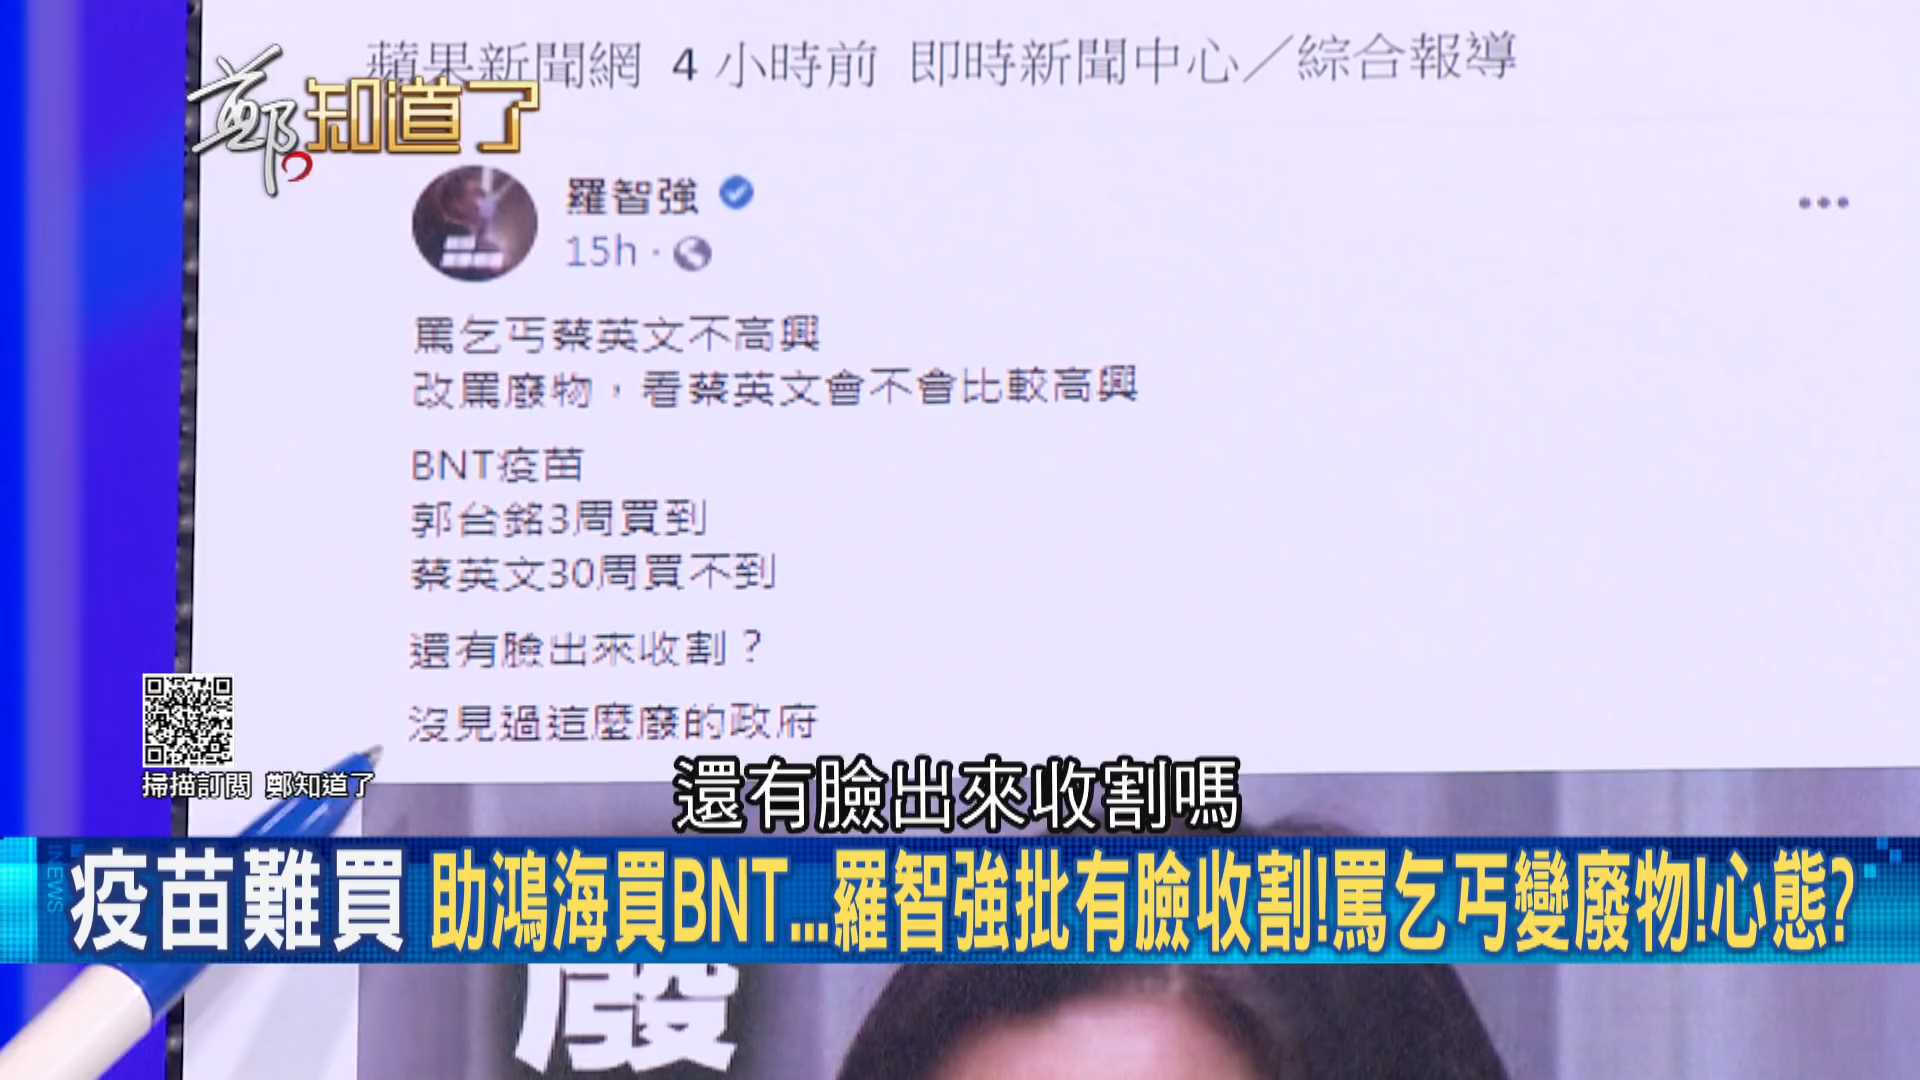 蘋果新聞網 4 小時前 即時新聞中心／綜合報導
鄭知道了
羅智強
15h ·
罵乞丐蔡英文不高興
改罵廢物，看蔡英文會不會比較高興
BNT疫苗
郭台銘3周買到
蔡英文30周買不到
還有臉出來收割？
沒見過這麼廢的政府
掃描訂閱 鄭知道了
還有臉出來收割嗎
INEWS
疫苗難買 助鴻海買BNT...羅智強批有臉收割!罵乞丐變廢物!心態?
廢